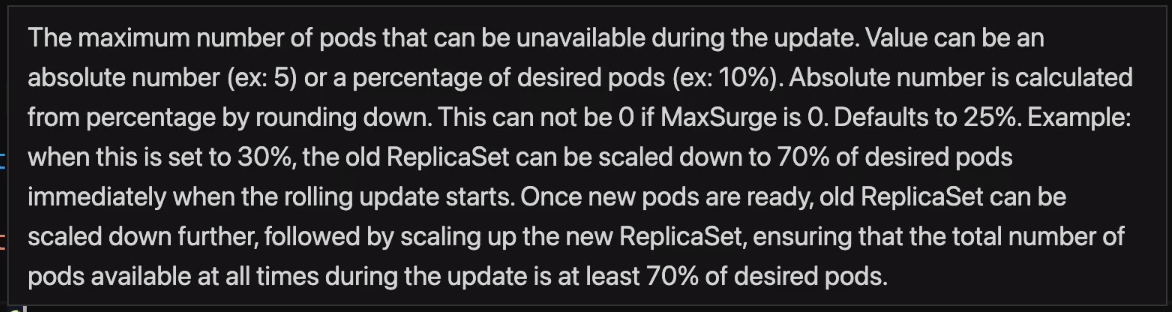 The maximum number of pods that can be unavailable during the update. Value can be an
absolute number (ex: 5) or a percentage of desired pods (ex: 10%). Absolute number is calculated
from percentage by rounding down. This can not be 0 if MaxSurge is 0. Defaults to 25%. Example:
when this is set to 30%, the old ReplicaSet can be scaled down to 70% of desired pods
immediately when the rolling update starts. Once new pods are ready, old ReplicaSet can be
scaled down further, followed by scaling up the new ReplicaSet, ensuring that the total number of
pods available at all times during the update is at least 70% of desired pods.